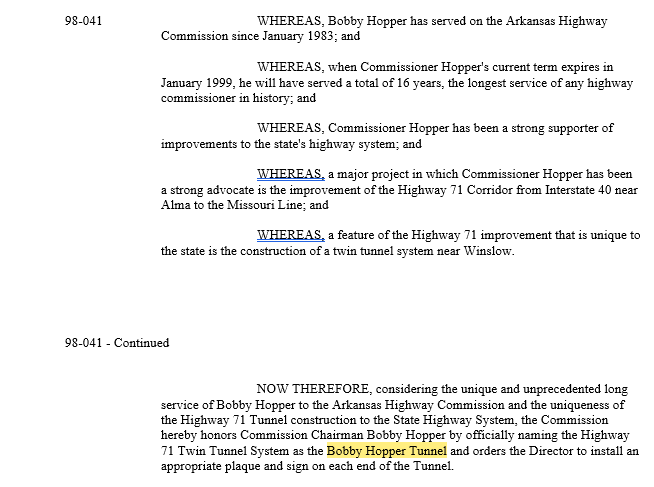 98-041 WHEREAS, Bobby Hopper has served on the Arkansas Highway
Commission since January 1983; and
WHEREAS, when Commissioner Hopper's current term expires in
January 1999, he will have served a total of 16 years, the longest service of any highway
commissioner in history; and
WHEREAS, Commissioner Hopper has been a strong supporter of
improvements to the state's highway system; and
WHEREAS, a major project in which Commissioner Hopper has been
a strong advocate is the improvement of the Highway 71 Corridor from Interstate 40 near
Alma to the Missouri Line; and
WHEREAS, a feature of the Highway 71 improvement that is unique to
the state is the construction of a twin tunnel system near Winslow.
98-041 - Continued
NOW THEREFORE, considering the unique and unprecedented long
service of Bobby Hopper to the Arkansas Highway Commission and the uniqueness of
the Highway 71 Tunnel construction to the State Highway System, the Commission
hereby honors Commission Chairman Bobby Hopper by officially naming the Highway
71 Twin Tunnel System as the Bobby Hopper Tunnel and orders the Director to install an
appropriate plaque and sign on each end of the Tunnel.